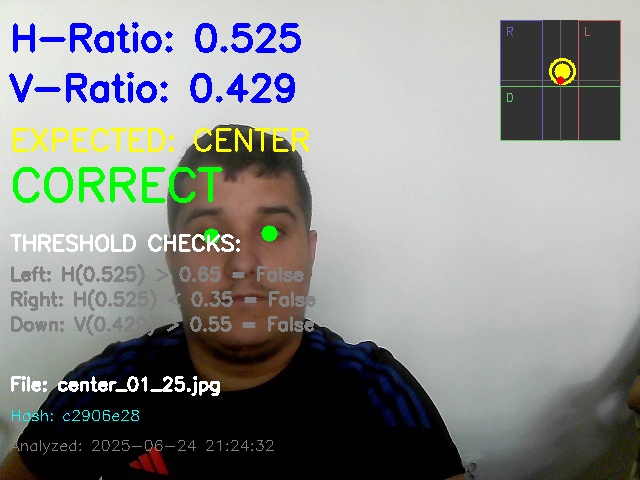 H-Ratio: 0.525
V-Ratio: 0.429
EXPECTED: CENTER
CORRECT
THRESHOLD CHECKS:
Left: H(0.525) > 0.65 = False
Right: H(0.525) < 0.35 = False
Down: V(0.429) > 0.55 = False
File: center_01_25.jpg
Hash: c2906e28
Analyzed: 2025-06-24 21:24:32
R L
D